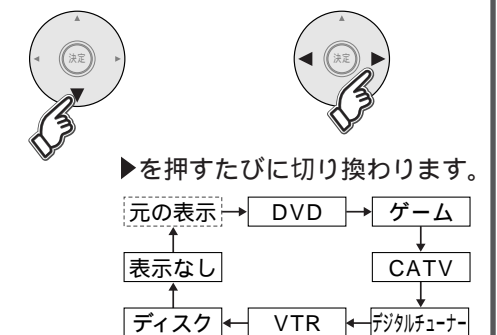 決定 決定
▶を押すたびに切り換わります。
元の表示 DVD ゲーム
表示なし CATV
ディスク VTR デジタルチューナー